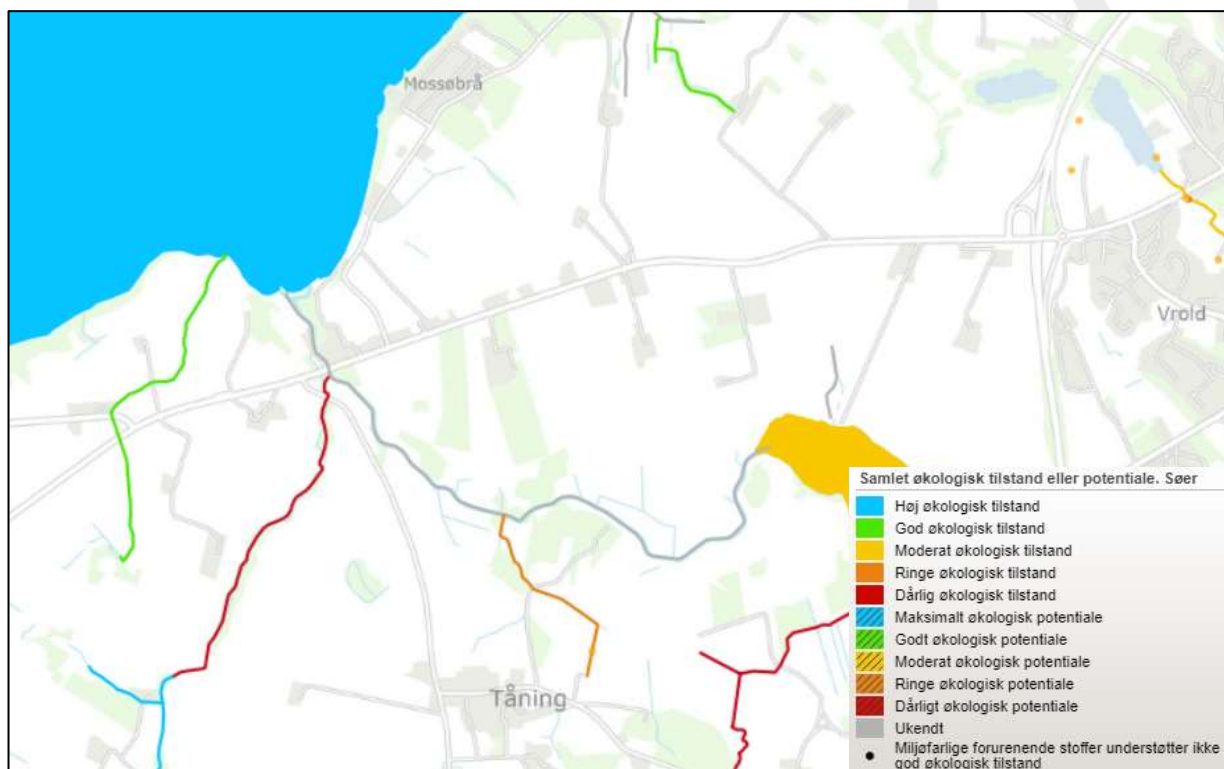 Mossøbrå
Vrold
Tåning
Samlet økologisk tilstand eller potentiale. Søer
Høj økologisk tilstand
God økologisk tilstand
Moderat økologisk tilstand
Ringe økologisk tilstand
Dårlig økologisk tilstand
Maksimalt økologisk potentiale
Godt økologisk potentiale
Moderat økologisk potentiale
Ringe økologisk potentiale
Dårligt økologisk potentiale
Ukendt
Miljøfarlige forurenende stoffer understøtter ikke
god økologisk tilstand